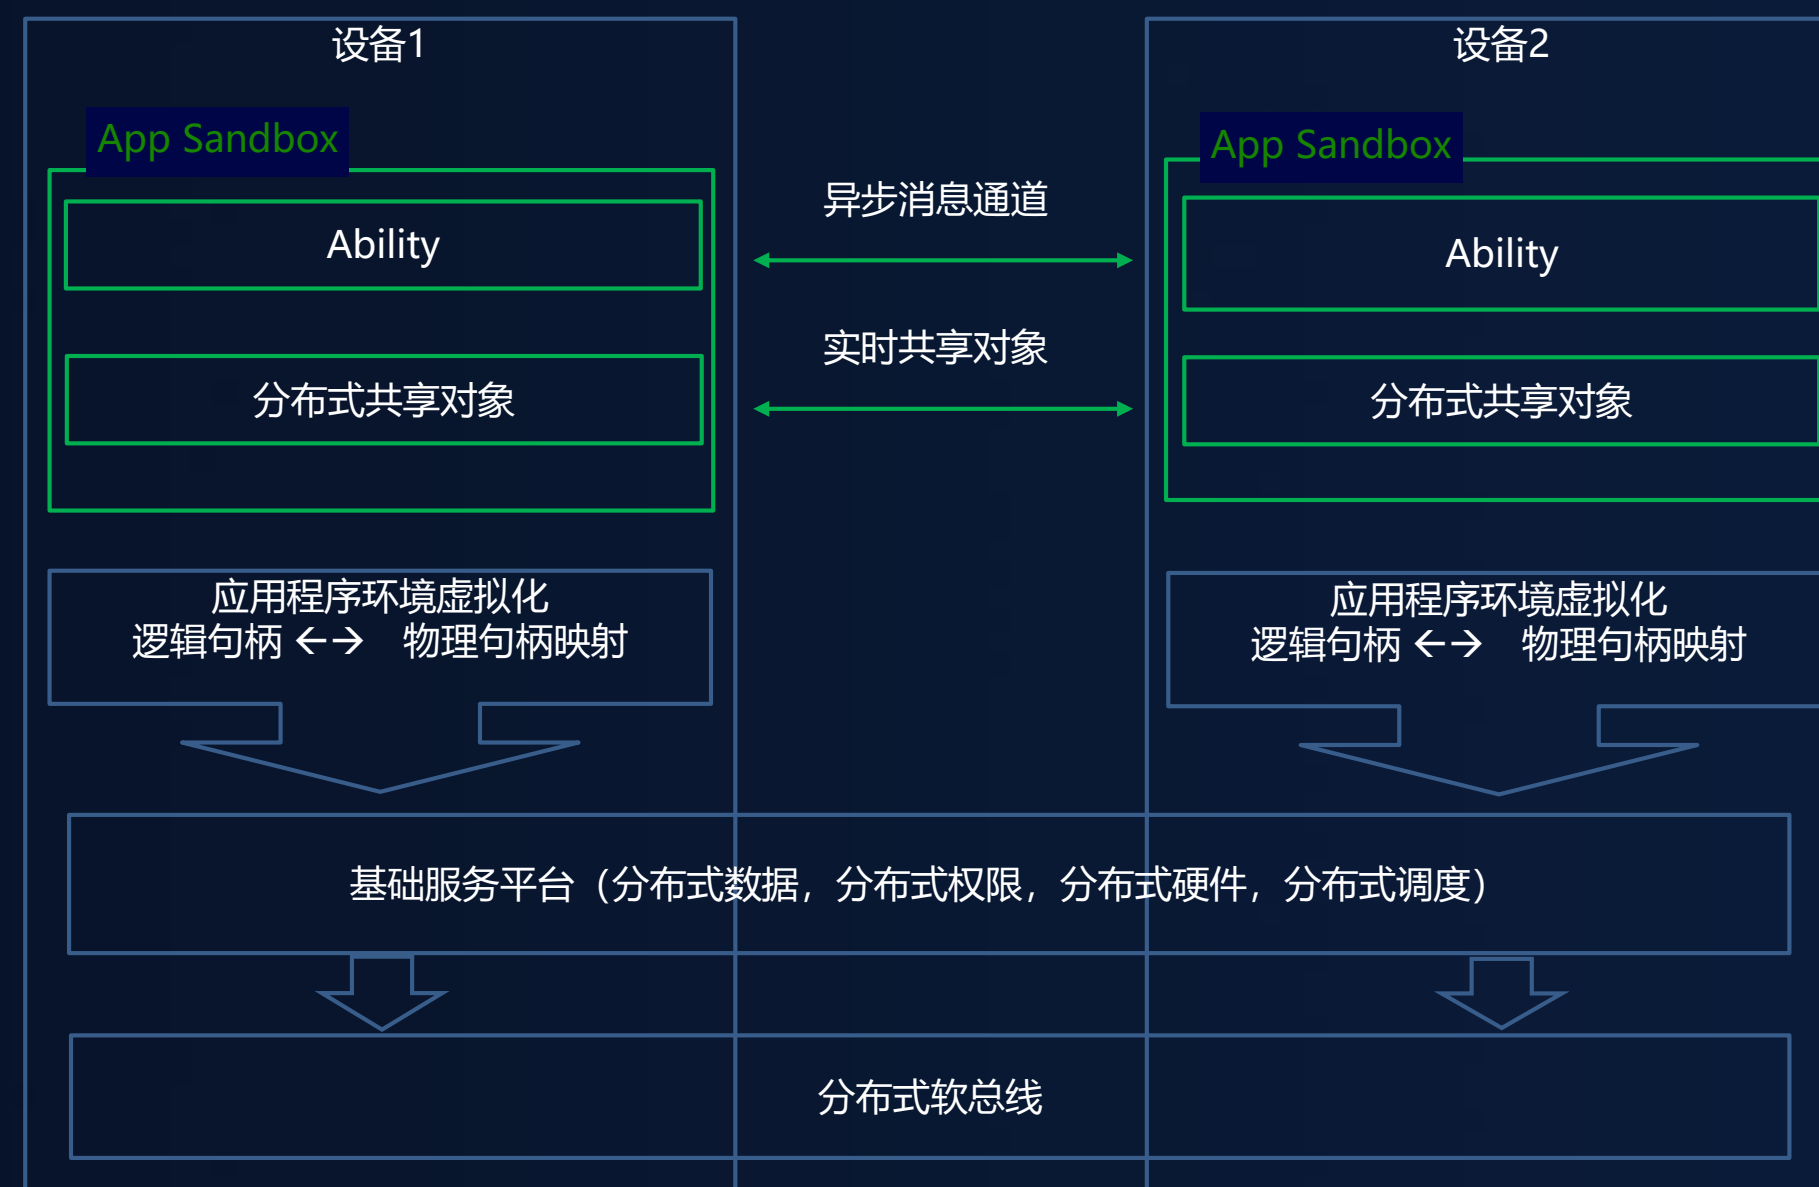 设备1
设备2
App Sandbox
App Sandbox
Ability
异步消息通道
Ability
实时共享对象
分布式共享对象
分布式共享对象
应用程序环境虚拟化
逻辑句柄 ←→ 物理句柄映射
应用程序环境虚拟化
逻辑句柄 ←→ 物理句柄映射
基础服务平台（分布式数据，分布式权限，分布式硬件，分布式调度）
分布式软总线